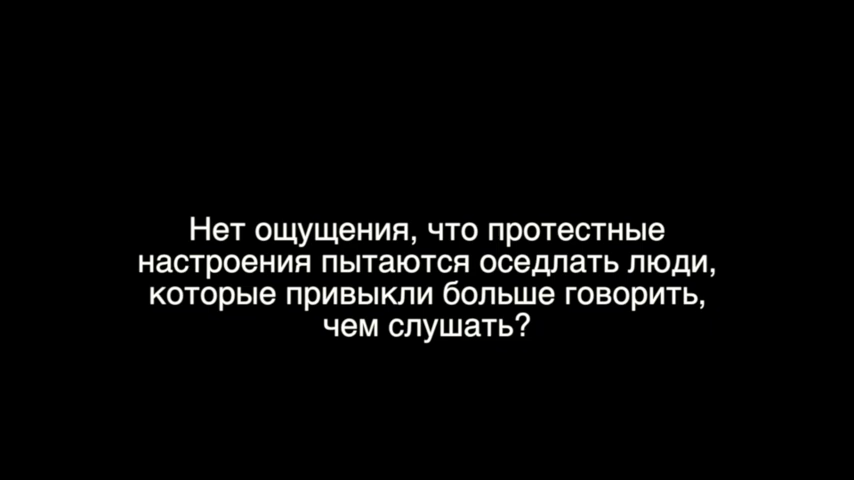 Нет ощущения, что протестные
настроения пытаются оседлать люди,
которые привыкли больше говорить,
чем слушать?